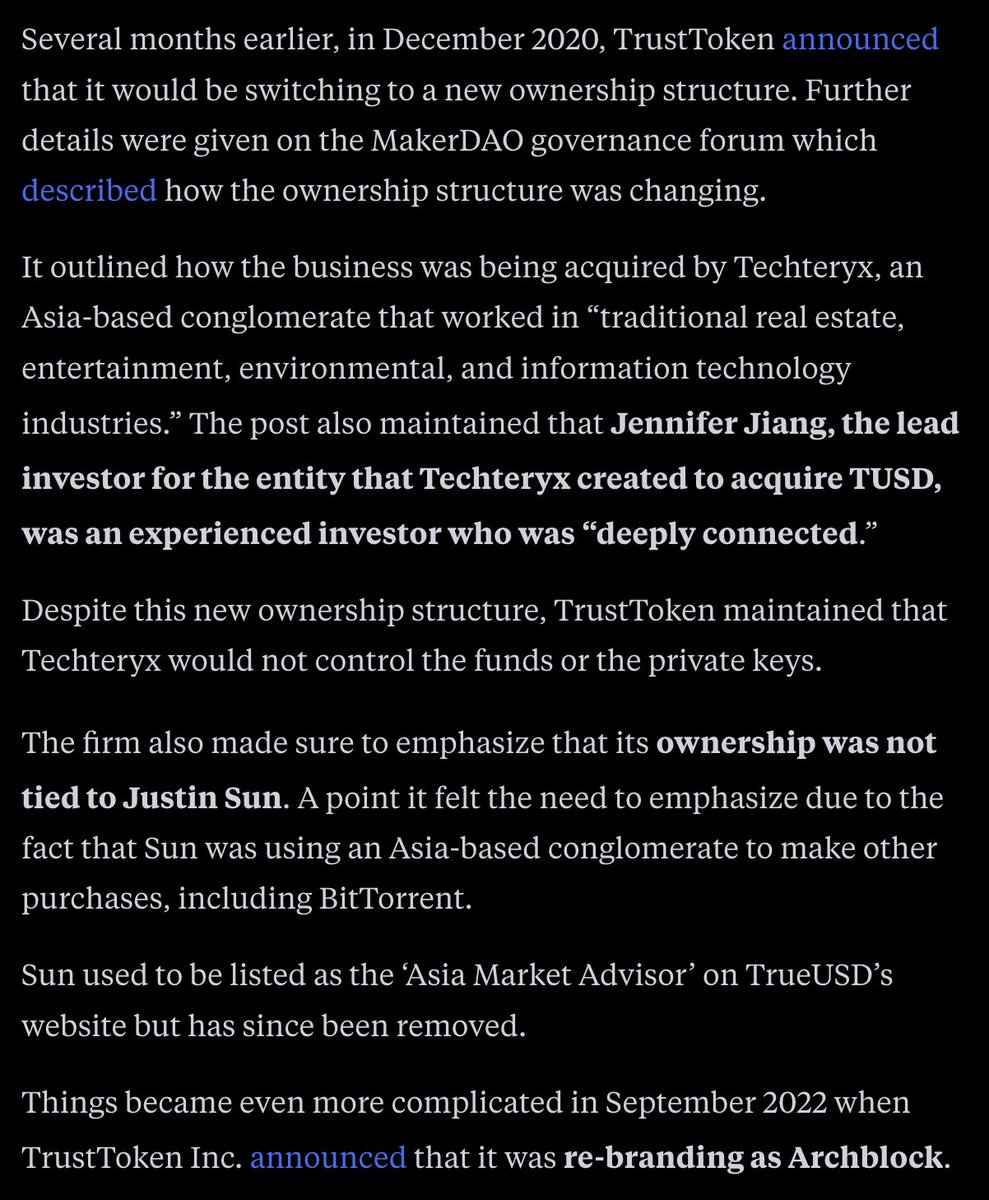 Several months earlier, in December 2020, TrustToken announced
that it would be switching to a new ownership structure. Further
details were given on the MakerDAO governance forum which
described how the ownership structure was changing.
It outlined how the business was being acquired by Techteryx, an
Asia-based conglomerate that worked in “traditional real estate,
entertainment, environmental, and information technology
industries.” The post also maintained that Jennifer Jiang, the lead
investor for the entity that Techteryx created to acquire TUSD,
was an experienced investor who was “deeply connected.”
Despite this new ownership structure, TrustToken maintained that
Techteryx would not control the funds or the private keys.
The firm also made sure to emphasize that its ownership was not
tied to Justin Sun. A point it felt the need to emphasize due to the
fact that Sun was using an Asia-based conglomerate to make other
purchases, including BitTorrent.
Sun used to be listed as the ‘Asia Market Advisor’ on TrueUSD’s
website but has since been removed.
Things became even more complicated in September 2022 when
TrustToken Inc. announced that it was re-branding as Archblock.